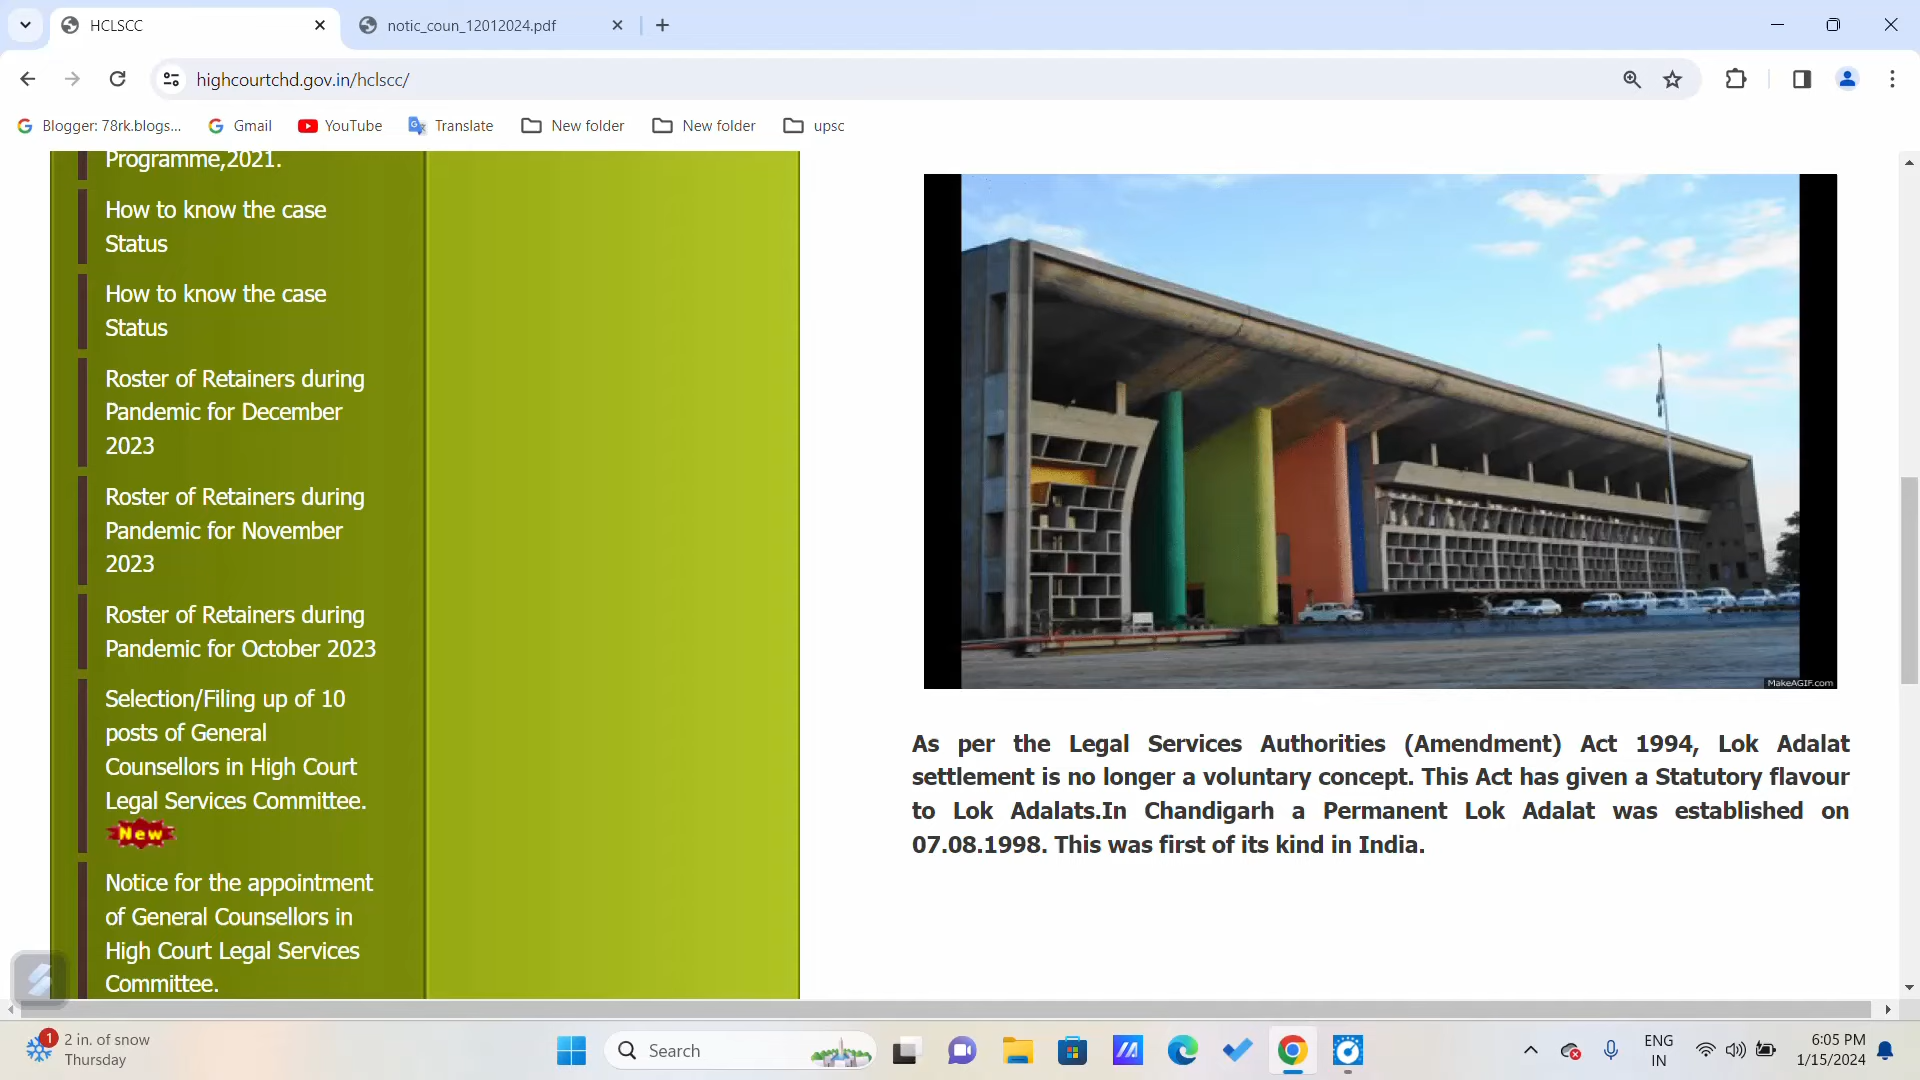 HCLSCC
notic_coun_12012024.pdf
highcourtchd.gov.in/hclscc/
Blogger: 78rk.blogs...
Gmail
YouTube
Translate
New folder
New folder
upsc
Programme,2021.
How to know the case
Status
How to know the case
Status
Roster of Retainers during
Pandemic for December
2023
Roster of Retainers during
Pandemic for November
2023
Roster of Retainers during
Pandemic for October 2023
Selection/Filing up of 10
posts of General
Counsellors in High Court
Legal Services Committee.
New
Notice for the appointment
of General Counsellors in
High Court Legal Services
Committee.
MakeAGIF.com
As per the Legal Services Authorities (Amendment) Act 1994, Lok Adalat
settlement is no longer a voluntary concept. This Act has given a Statutory flavour
to Lok Adalats.In Chandigarh a Permanent Lok Adalat was established on
07.08.1998. This was first of its kind in India.
1
2 in. of snow
Thursday
Search
ENG
IN
6:05 PM
1/15/2024